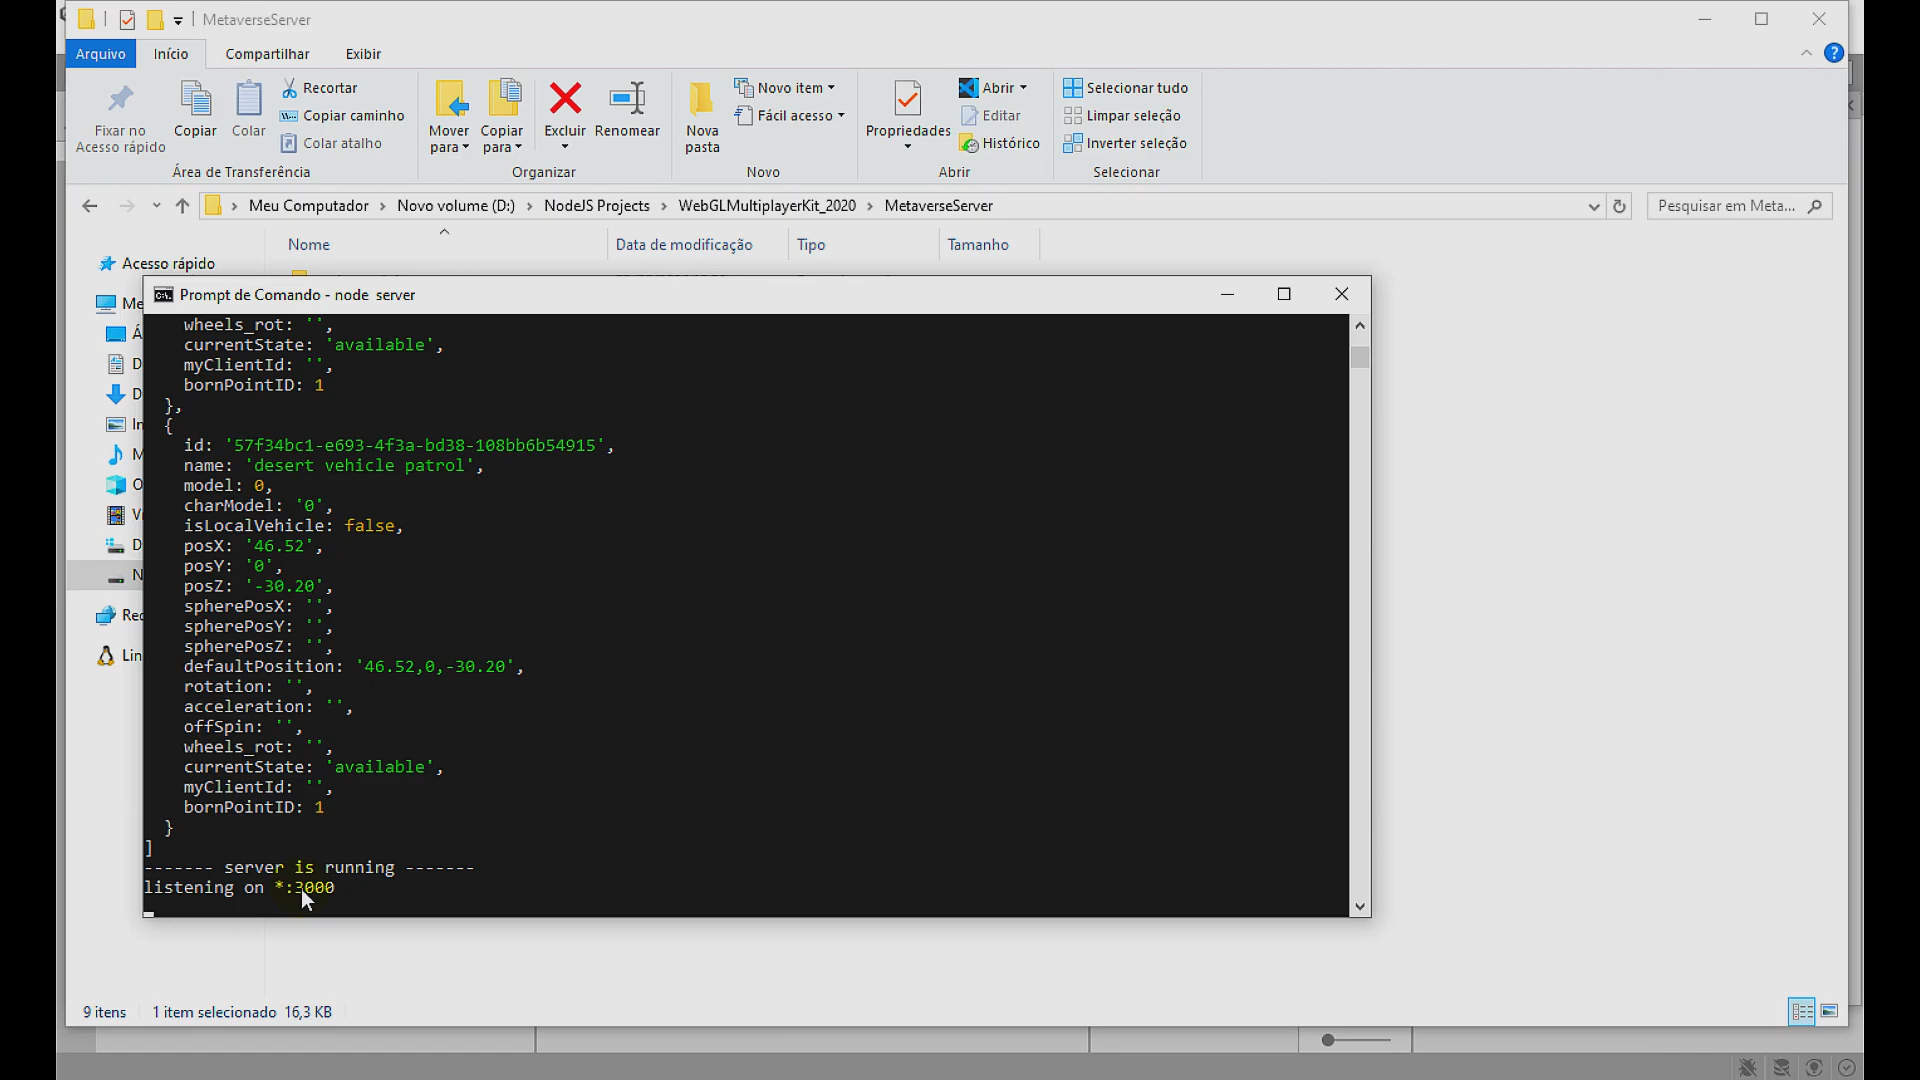 MetaverseServer
Arquivo Início Compartilhar Exibir
Fixar no Acesso rápido
Copiar
Colar
Recortar
Copiar caminho
Colar atalho
Área de Transferência
Mover para
Copiar para
Excluir
Renomear
Organizar
Nova pasta
Novo item
Fácil acesso
Novo
Propriedades
Abrir
Editar
Histórico
Abrir
Selecionar tudo
Limpar seleção
Inverter seleção
Selecionar
Meu Computador > Novo volume (D:) > NodeJS Projects > WebGLMultiplayerKit_2020 > MetaverseServer
Pesquisar em Meta...
Nome Data de modificação Tipo Tamanho
Acesso rápido
Prompt de Comando - node server
wheels_rot: '',
currentState: 'available',
myClientId: '',
bornPointID: 1
},
{
id: '57f34bc1-e693-4f3a-bd38-108bb6b54915',
name: 'desert vehicle patrol',
model: 0,
charModel: '0',
isLocalVehicle: false,
posX: '46.52',
posY: '0',
posZ: '-30.20',
spherePosX: '',
spherePosY: '',
spherePosZ: '',
defaultPosition: '46.52,0,-30.20',
rotation: '',
acceleration: '',
offSpin: '',
wheels_rot: '',
currentState: 'available',
myClientId: '',
bornPointID: 1
}
]
------- server is running -------
listening on *:3000
9 itens 1 item selecionado 16,3 KB